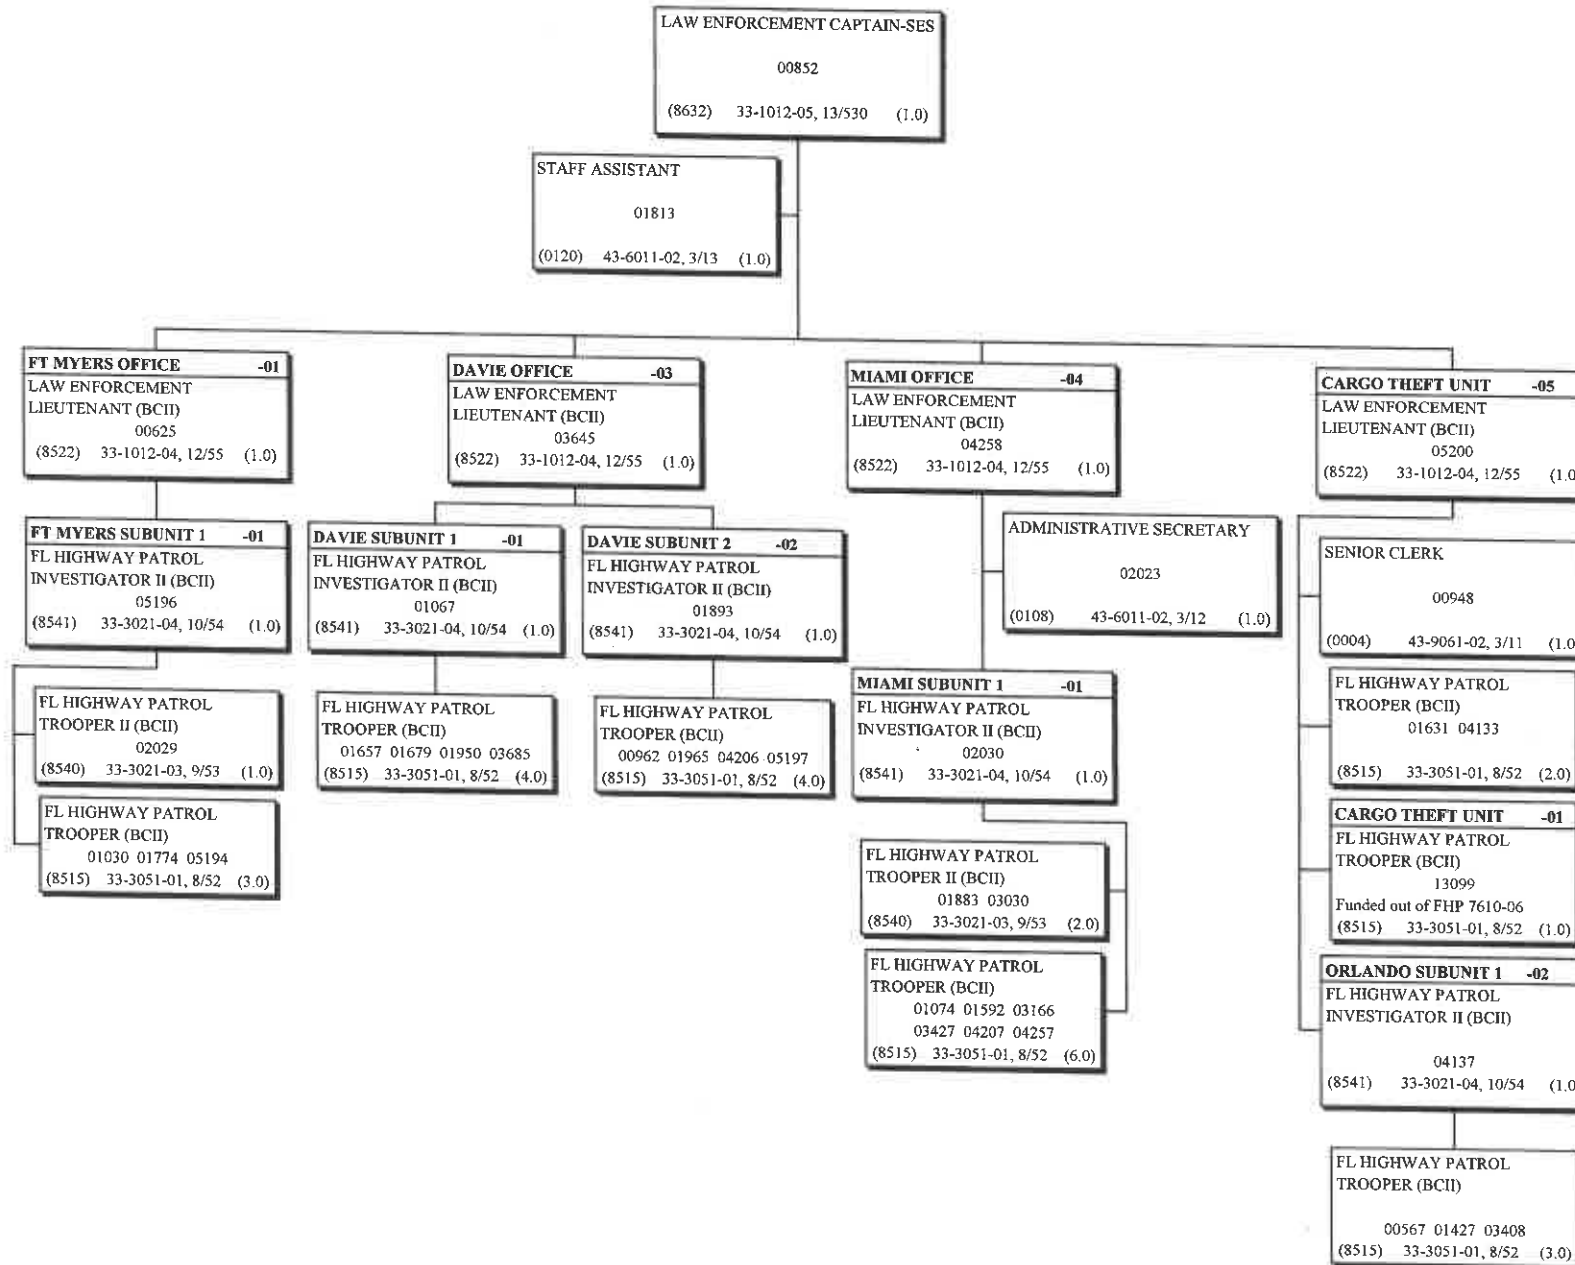 LAW ENFORCEMENT CAPTAIN-SES
00852
(8632) 33-1012-05, 13/530 (1.0)
STAFF ASSISTANT
01813
(0120) 43-6011-02, 3/13 (1.0)
FT MYERS OFFICE -01
LAW ENFORCEMENT
LIEUTENANT (BCII)
00625
(8522) 33-1012-04, 12/55 (1.0)
DAVIE OFFICE -03
LAW ENFORCEMENT
LIEUTENANT (BCII)
03645
(8522) 33-1012-04, 12/55 (1.0)
MIAMI OFFICE -04
LAW ENFORCEMENT
LIEUTENANT (BCII)
04258
(8522) 33-1012-04, 12/55 (1.0)
CARGO THEFT UNIT -05
LAW ENFORCEMENT
LIEUTENANT (BCII)
05200
(8522) 33-1012-04, 12/55 (1.0
FT MYERS SUBUNIT 1 -01
FL HIGHWAY PATROL
INVESTIGATOR II (BCII)
05196
(8541) 33-3021-04, 10/54 (1.0)
DAVIE SUBUNIT 1 -01
FL HIGHWAY PATROL
INVESTIGATOR II (BCII)
01067
(8541) 33-3021-04, 10/54 (1.0)
DAVIE SUBUNIT 2 -02
FL HIGHWAY PATROL
INVESTIGATOR II (BCII)
01893
(8541) 33-3021-04, 10/54 (1.0)
ADMINISTRATIVE SECRETARY
02023
(0108) 43-6011-02, 3/12 (1.0)
SENIOR CLERK
00948
(0004) 43-9061-02, 3/11 (1.0
FL HIGHWAY PATROL
TROOPER II (BCII)
02029
(8540) 33-3021-03, 9/53 (1.0)
FL HIGHWAY PATROL
TROOPER (BCII)
01030 01774 05194
(8515) 33-3051-01, 8/52 (3.0)
FL HIGHWAY PATROL
TROOPER (BCII)
01657 01679 01950 03685
(8515) 33-3051-01, 8/52 (4.0)
FL HIGHWAY PATROL
TROOPER (BCII)
00962 01965 04206 05197
(8515) 33-3051-01, 8/52 (4.0)
MIAMI SUBUNIT 1 -01
FL HIGHWAY PATROL
INVESTIGATOR II (BCII)
02030
(8541) 33-3021-04, 10/54 (1.0)
FL HIGHWAY PATROL
TROOPER II (BCII)
01883 03030
(8540) 33-3021-03, 9/53 (2.0)
FL HIGHWAY PATROL
TROOPER (BCII)
01074 01592 03166
03427 04207 04257
(8515) 33-3051-01, 8/52 (6.0)
FL HIGHWAY PATROL
TROOPER (BCII)
01631 04133
(8515) 33-3051-01, 8/52 (2.0)
CARGO THEFT UNIT -01
FL HIGHWAY PATROL
TROOPER (BCII)
13099
Funded out of FHP 7610-06
(8515) 33-3051-01, 8/52 (1.0)
ORLANDO SUBUNIT 1 -02
FL HIGHWAY PATROL
INVESTIGATOR II (BCII)
04137
(8541) 33-3021-04, 10/54 (1.0
FL HIGHWAY PATROL
TROOPER (BCII)
00567 01427 03408
(8515) 33-3051-01, 8/52 (3.0)